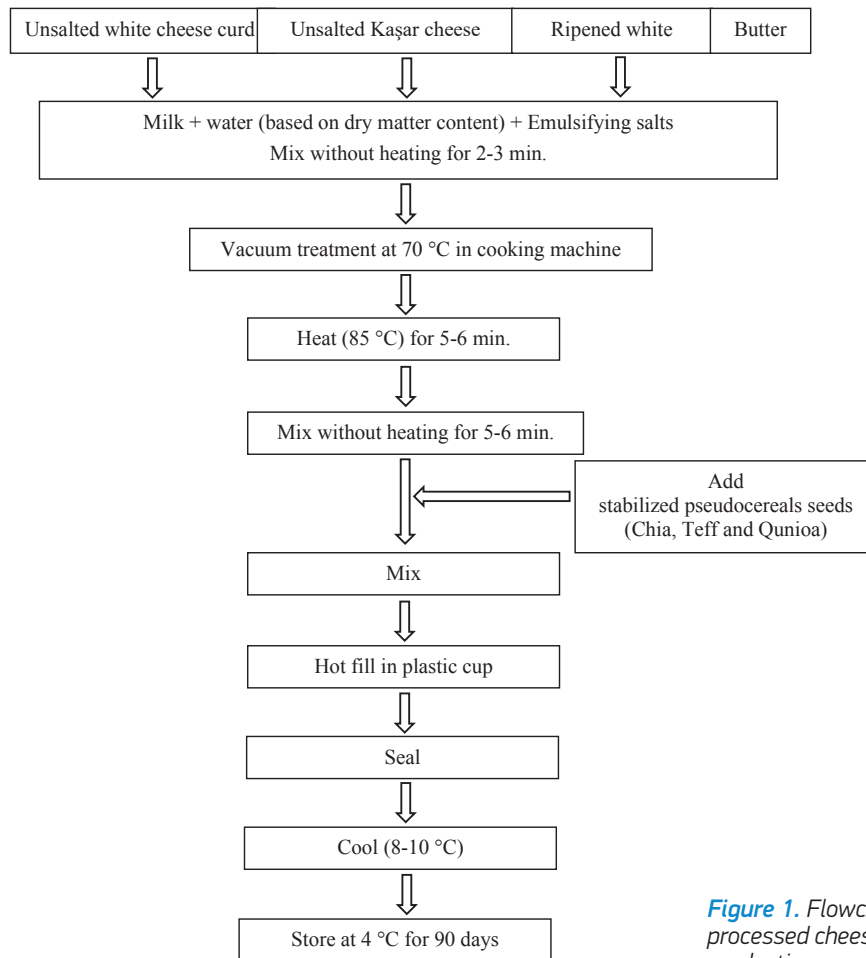 Unsalted white cheese curd Unsalted Kaşar cheese Ripened white Butter
Milk + water (based on dry matter content) + Emulsifying salts
Mix without heating for 2-3 min.
Vacuum treatment at 70 °C in cooking machine
Heat (85 °C) for 5-6 min.
Mix without heating for 5-6 min.
Add
stabilized pseudocereals seeds
(Chia, Teff and Qunioa)
Mix
Hot fill in plastic cup
Seal
Cool (8-10 °C)
Store at 4 °C for 90 days
Figure 1. Flowc
processed chees